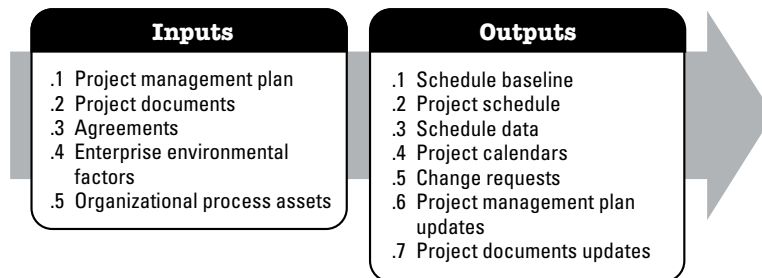 Inputs
.1 Project management plan
.2 Project documents
.3 Agreements
.4 Enterprise environmental
factors
.5 Organizational process assets
Outputs
.1 Schedule baseline
.2 Project schedule
.3 Schedule data
.4 Project calendars
.5 Change requests
.6 Project management plan
updates
.7 Project documents updates